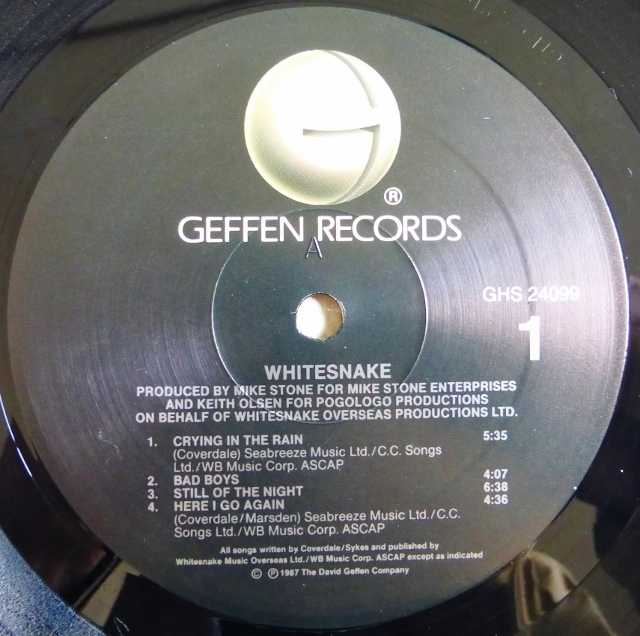 ®
GEFFEN RECORDS
A
GHS 24099
1
WHITESNAKE
PRODUCED BY MIKE STONE FOR MIKE STONE ENTERPRISES
AND KEITH OLSEN FOR POGOLOGO PRODUCTIONS
ON BEHALF OF WHITESNAKE OVERSEAS PRODUCTIONS LTD.
1. CRYING IN THE RAIN 5:35
(Coverdale) Seabreeze Music Ltd./C.C. Songs
Ltd./WB Music Corp. ASCAP
2. BAD BOYS 4:07
3. STILL OF THE NIGHT 6:38
4. HERE I GO AGAIN 4:36
(Coverdale/Marsden) Seabreeze Music Ltd./C.C.
Songs Ltd./WB Music Corp. ASCAP
All songs written by Coverdale/Sykes and published by
Whitesnake Music Overseas Ltd./WB Music Corp. ASCAP except as indicated
© ℗ 1987 The David Geffen Company